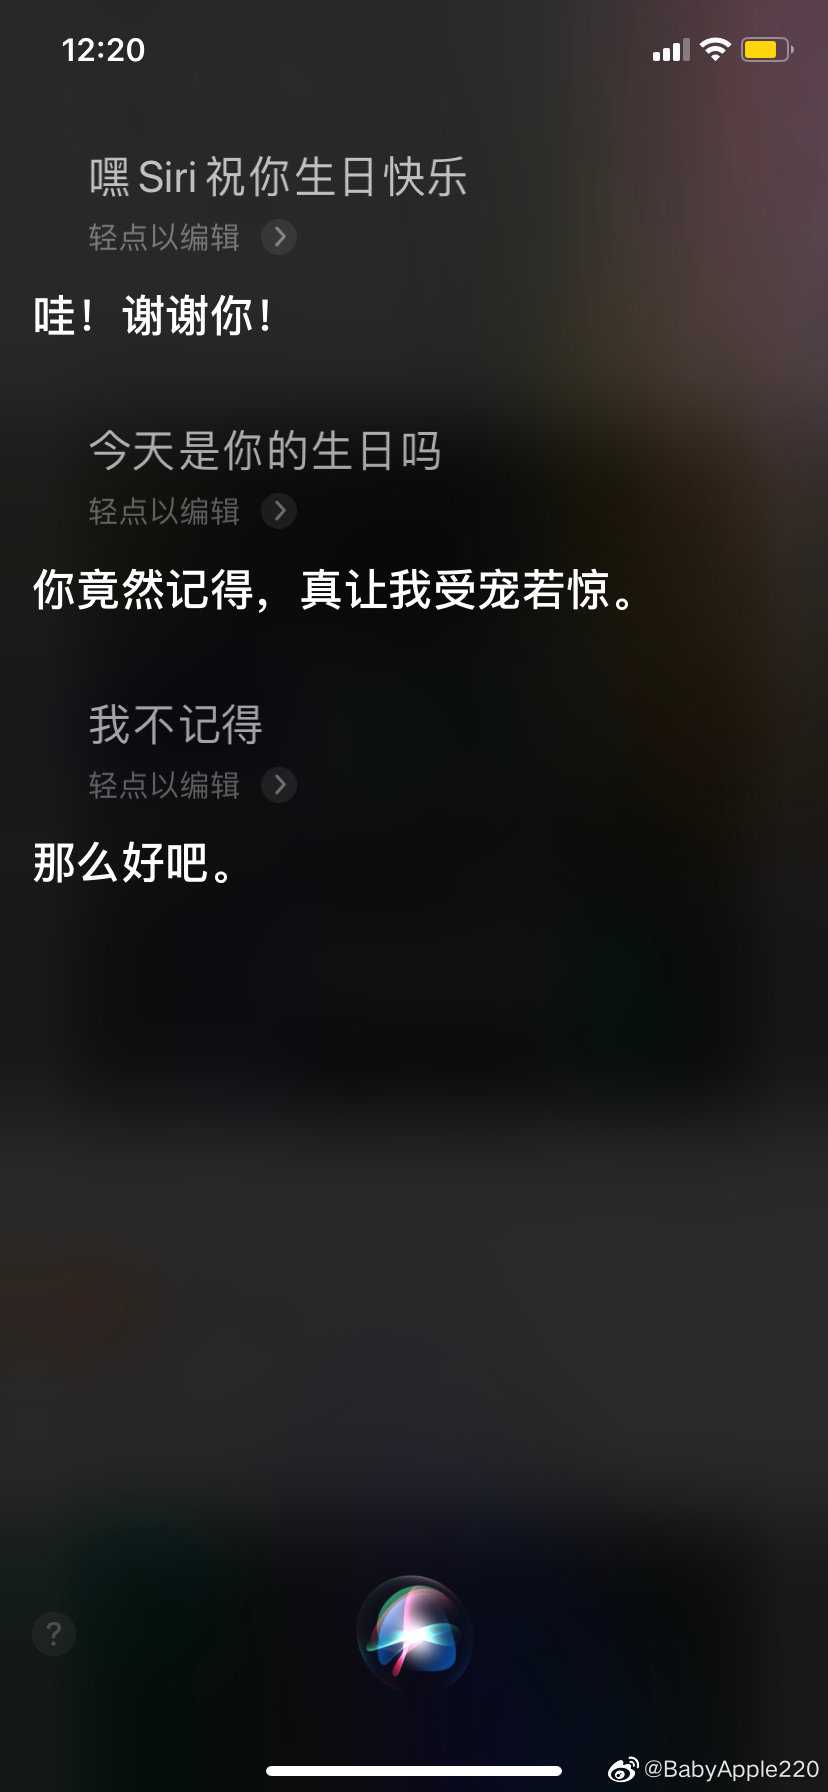 12:20
嘿 Siri 祝你生日快乐
轻点以编辑
哇！谢谢你！
今天是你的生日吗
轻点以编辑
你竟然记得，真让我受宠若惊。
我不记得
轻点以编辑
那么好吧。
?
@BabyApple220